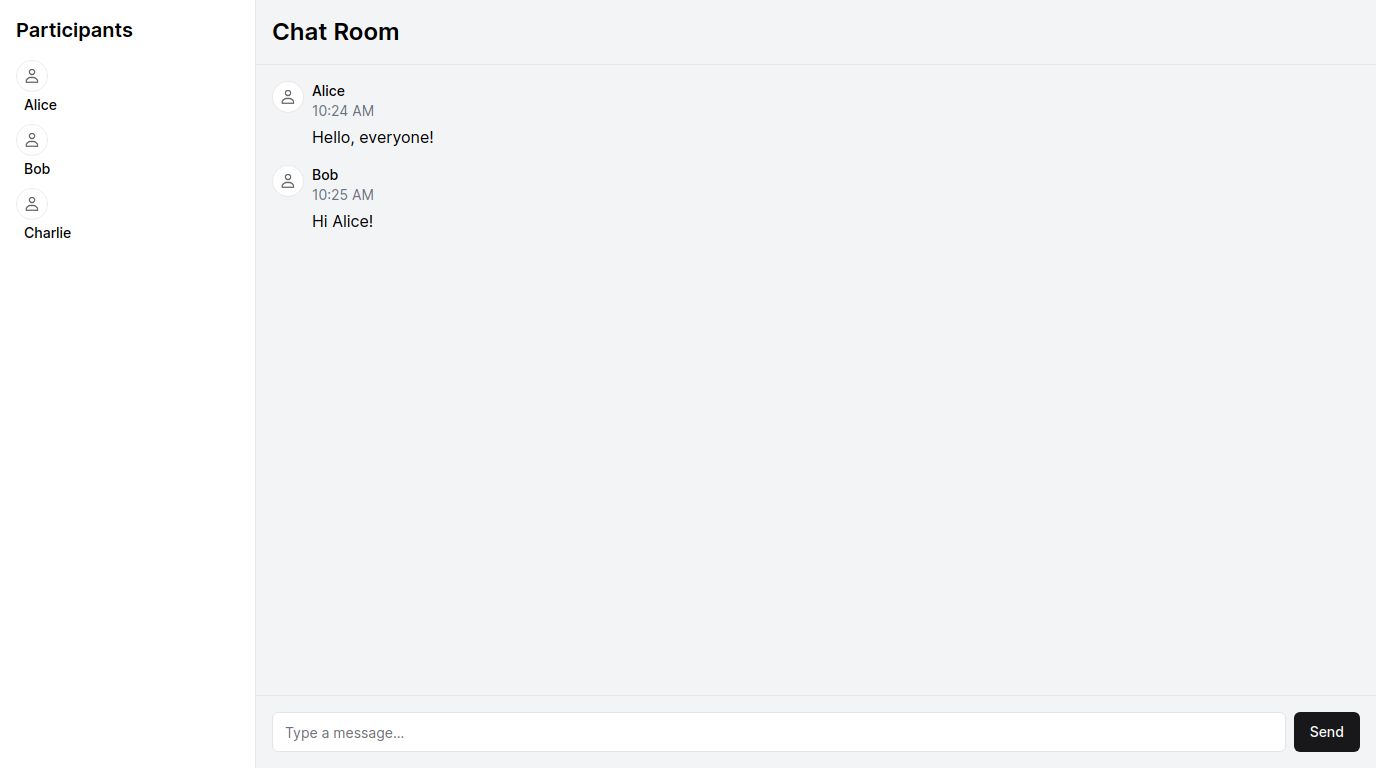 Participants
Alice
Bob
Charlie
Chat Room
Alice
10:24 AM
Hello, everyone!
Bob
10:25 AM
Hi Alice!
Type a message...
Send